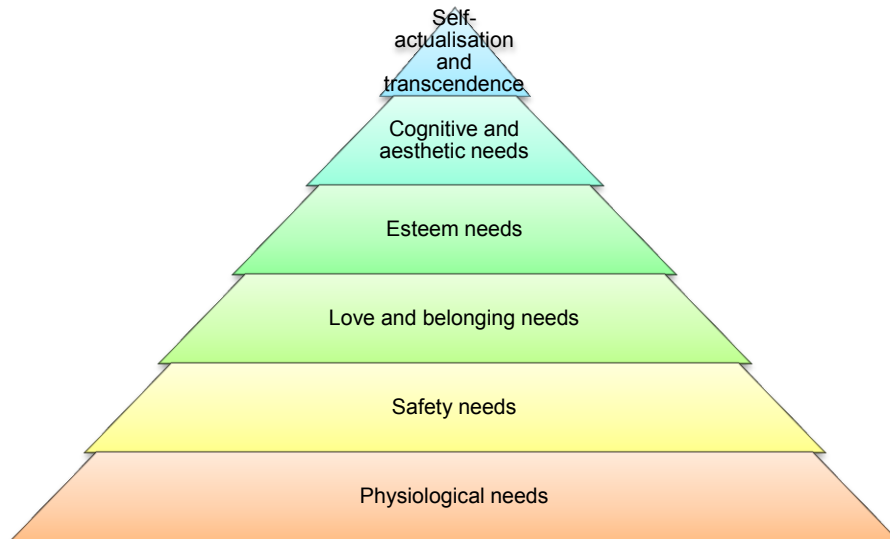 Self-
actualisation
and
transcendence
Cognitive and
aesthetic needs
Esteem needs
Love and belonging needs
Safety needs
Physiological needs